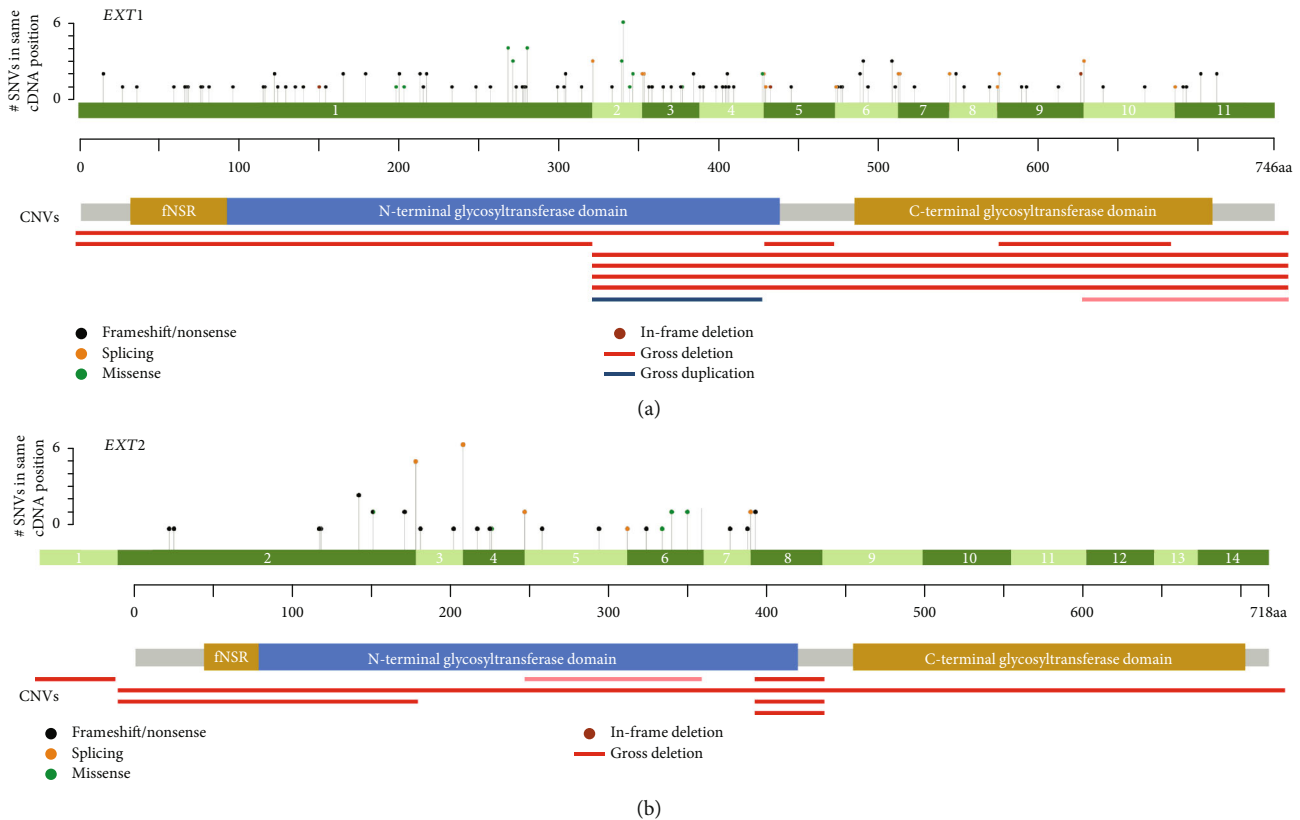 EXT1
# SNVs in same
cDNA position
6
0
1 2 3 4 5 6 7 8 9 10 11
0 100 200 300 400 500 600 746aa
CNVs
fNSR N-terminal glycosyltransferase domain C-terminal glycosyltransferase domain
Frameshift/nonsense
Splicing
Missense
In-frame deletion
Gross deletion
Gross duplication
(a)
EXT2
# SNVs in same
cDNA position
6
0
1 2 3 4 5 6 7 8 9 10 11 12 13 14
0 100 200 300 400 500 600 718aa
fNSR N-terminal glycosyltransferase domain C-terminal glycosyltransferase domain
CNVs
Frameshift/nonsense
Splicing
Missense
In-frame deletion
Gross deletion
(b)